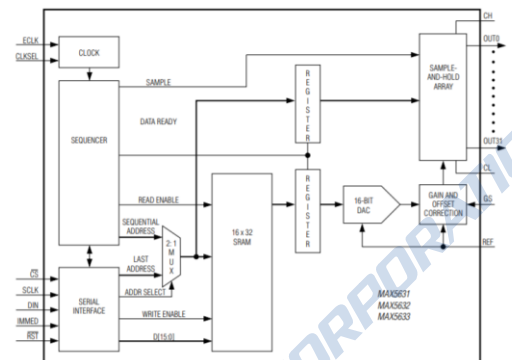 CH
ECLK
CLKSEL
CLOCK
OUT0
SAMPLE
SAMPLE-
AND-HOLD
ARRAY
REGISTER
DATA READY
SEQUENCER
OUT31
CL
REGISTER
READ ENABLE
SEQUENTIAL
ADDRESS
2:1
MUX
16 x 32
SRAM
16-BIT
DAC
GAIN AND
OFFSET
CORRECTION
GS
REF
LAST
ADDRESS
ADDR SELECT
CS
SCLK
DIN
IMMED
RST
SERIAL
INTERFACE
WRITE ENABLE
D[15:0]
MAX5631
MAX5632
MAX5633
ORPORATIO